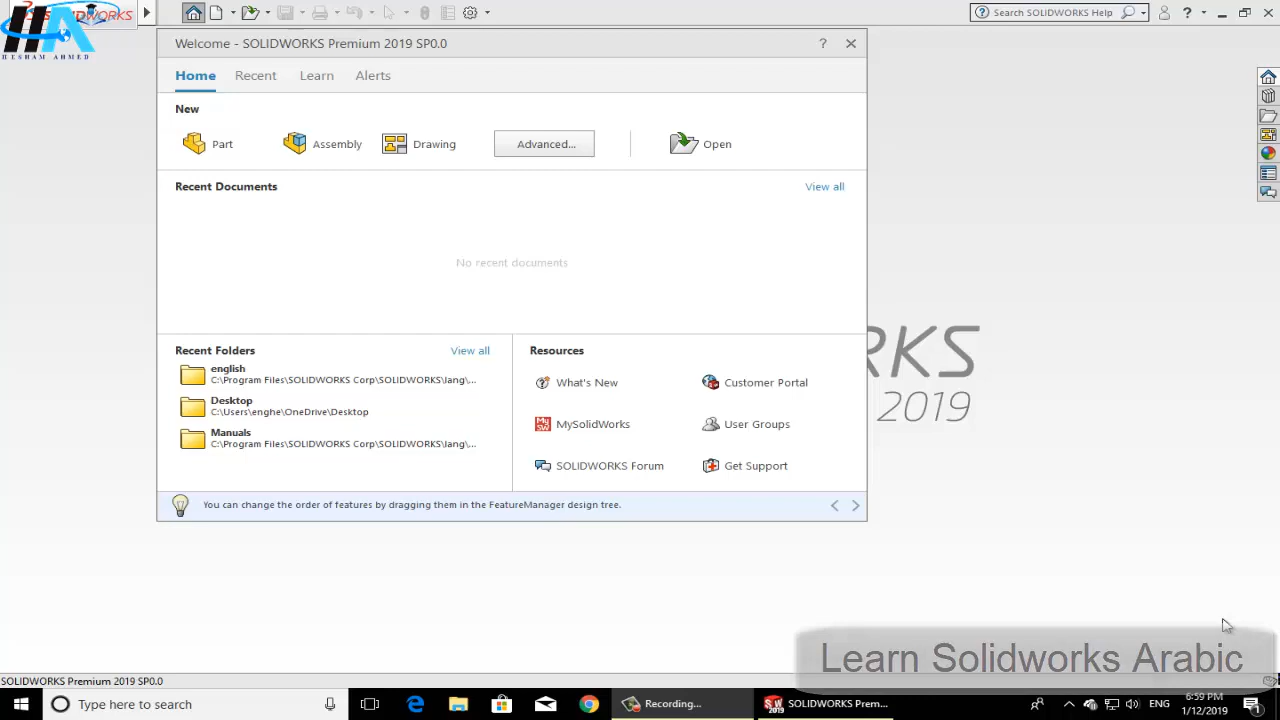 SOLIDWORKS
Search SOLIDWORKS Help
?
HESHAM AHMED
Welcome - SOLIDWORKS Premium 2019 SP0.0
?
Home Recent Learn Alerts
New
Part Assembly Drawing Advanced... Open
Recent Documents View all
No recent documents
Recent Folders View all
english
C:\Program Files\SOLIDWORKS Corp\SOLIDWORKS\lang\...
Desktop
C:\Users\enghe\OneDrive\Desktop
Manuals
C:\Program Files\SOLIDWORKS Corp\SOLIDWORKS\lang\...
Resources
What's New Customer Portal
MySolidWorks User Groups
SOLIDWORKS Forum Get Support
You can change the order of features by dragging them in the FeatureManager design tree.
RKS
2019
Learn Solidworks Arabic
SOLIDWORKS Premium 2019 SP0.0
Type here to search
Recording...
SOLIDWORKS Prem...
ENG
6:59 PM
1/12/2019